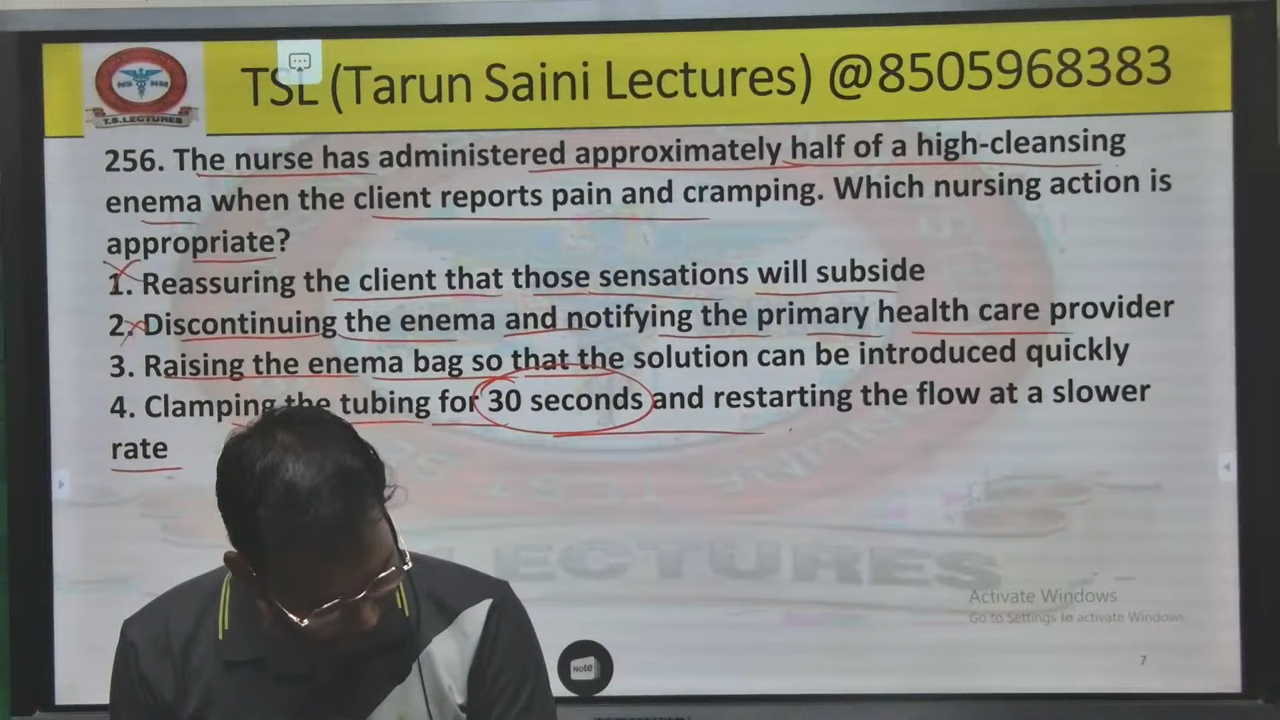 TSL (Tarun Saini Lectures) @8505968383
T.S.LECTURES
256. The nurse has administered approximately half of a high-cleansing
enema when the client reports pain and cramping. Which nursing action is
appropriate?
1. Reassuring the client that those sensations will subside
2. Discontinuing the enema and notifying the primary health care provider
3. Raising the enema bag so that the solution can be introduced quickly
4. Clamping the tubing for 30 seconds and restarting the flow at a slower
rate
LECTURES
Activate Windows
Go to Settings to activate Windows
Note
7